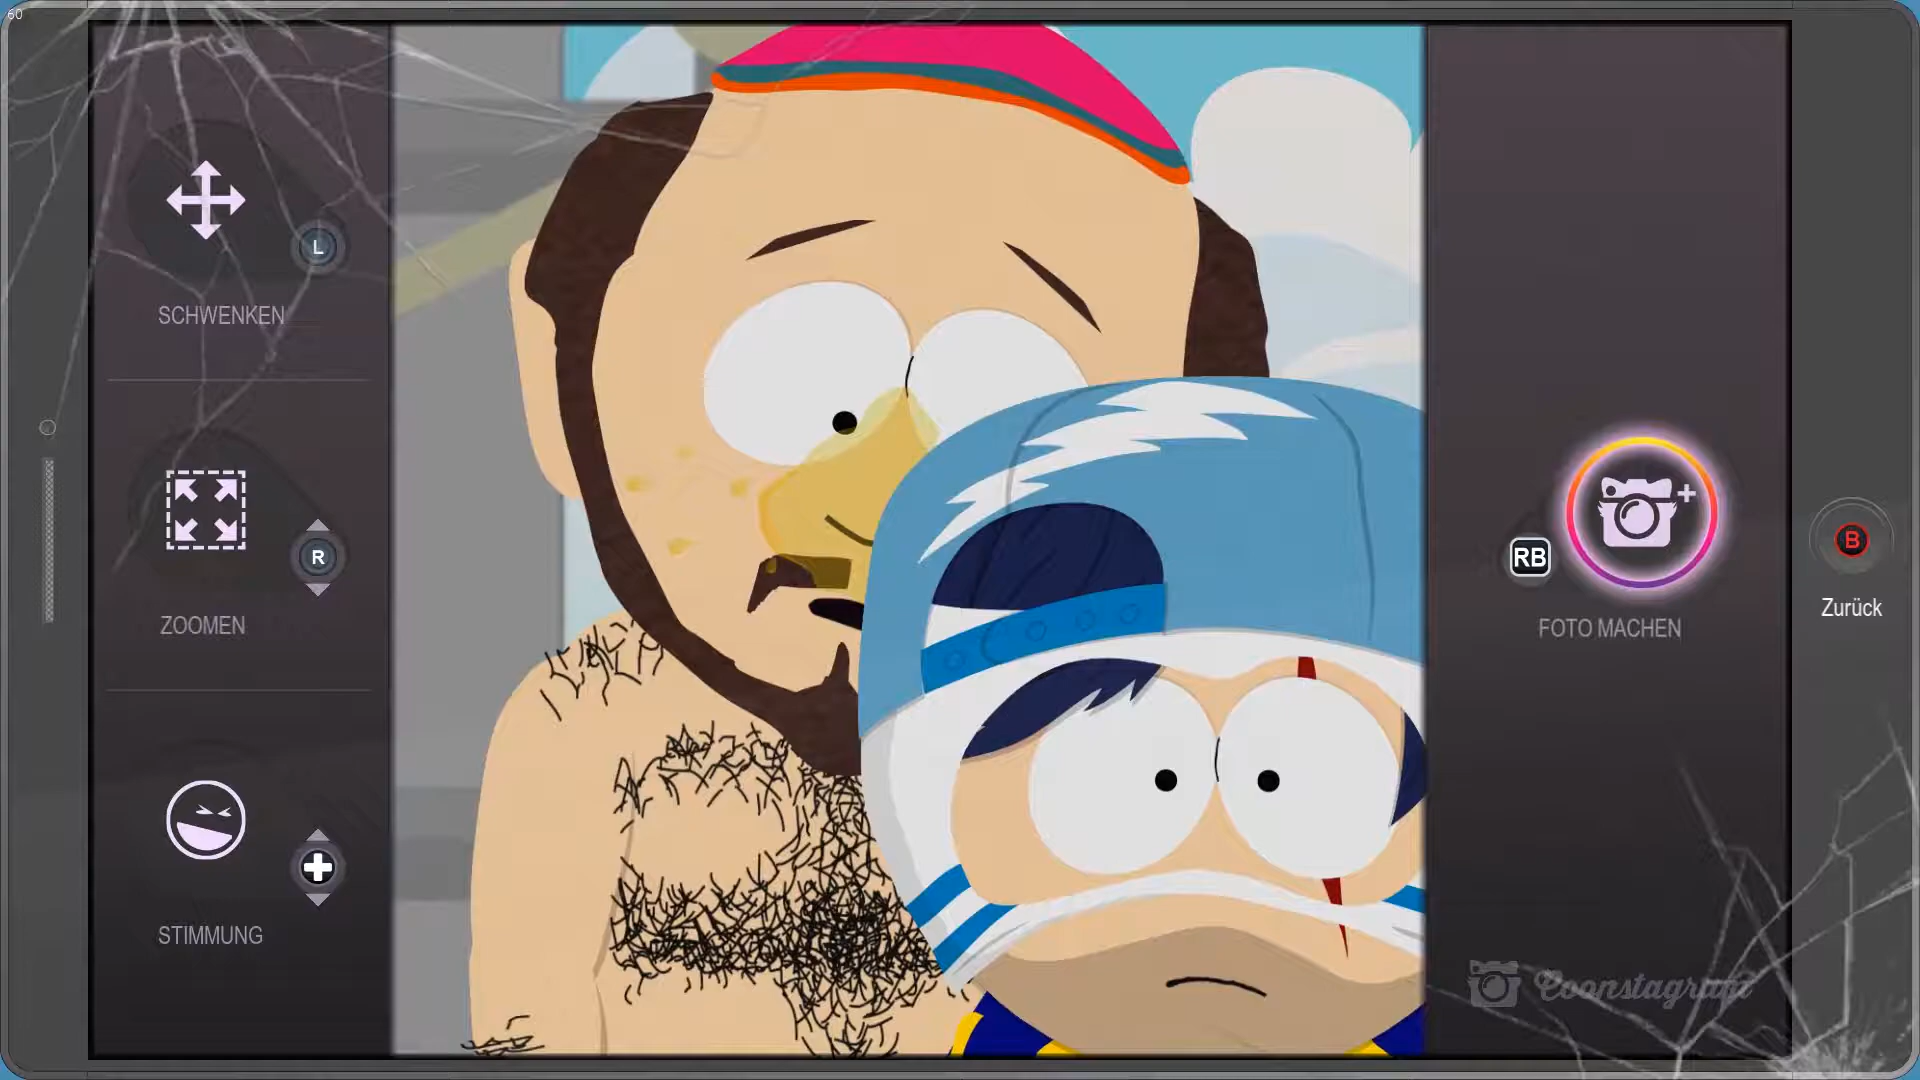 60
L
SCHWENKEN
R
ZOOMEN
STIMMUNG
RB
FOTO MACHEN
B
Zurück
Coonstagram